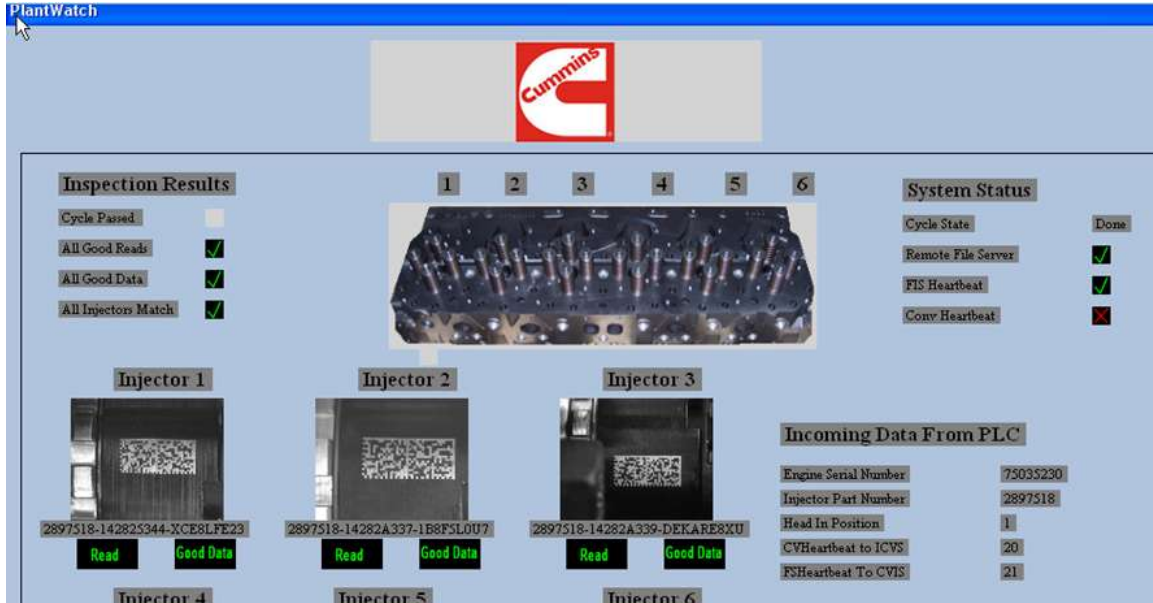 PlantWatch
Cummins
Inspection Results
Cycle Passed
All Good Reads
All Good Data
All Injectors Match
1 2 3 4 5 6
System Status
Cycle State Done
Remote File Server
FIS Heartbeat
Conv Heartbeat
Injector 1 Injector 2 Injector 3
2897518-142825344-XCE8LFE23 2897518-14282A337-1B8F5L0U7 2897518-14282A339-DEKARE8XU
Read Good Data Read Good Data Read Good Data
Incoming Data From PLC
Engine Serial Number 75035230
Injector Part Number 2897518
Head In Position 1
CVHeartbeat to ICVS 20
FSHeartbeat To CVIS 21
Injector 4 Injector 5 Injector 6